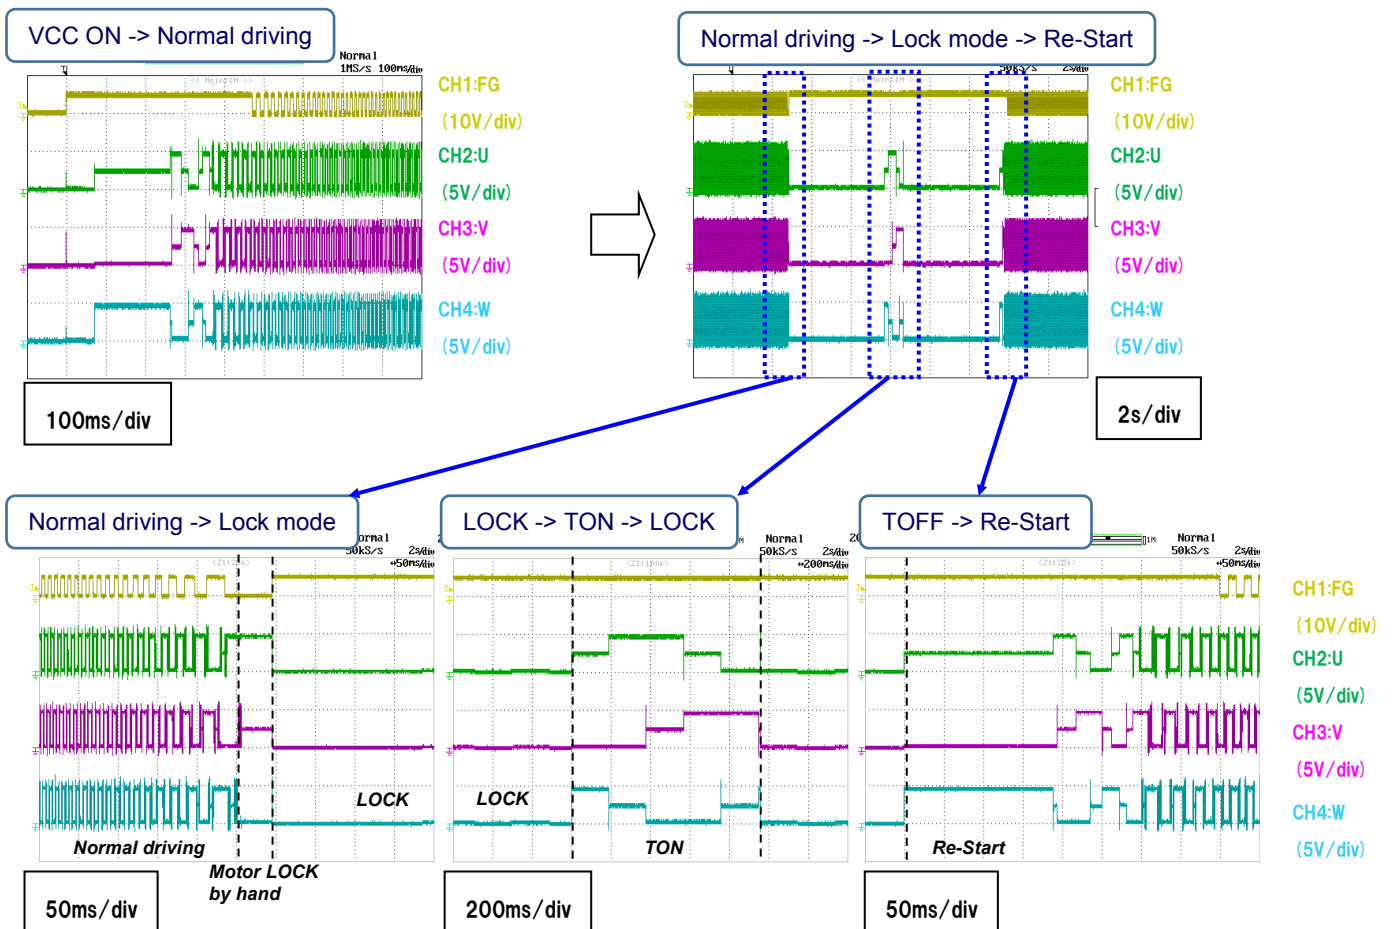 VCC ON -> Normal driving
Normal
1MS/s 100ms/div
<< Main:1M >>
CH1:FG
(10V/div)
CH2:U
(5V/div)
CH3:V
(5V/div)
CH4:W
(5V/div)
100ms/div
Normal driving -> Lock mode -> Re-Start
50kS/s 2s/div
CH1:FG
(10V/div)
CH2:U
(5V/div)
CH3:V
(5V/div)
CH4:W
(5V/div)
2s/div
Normal driving -> Lock mode
50kS/s 2s/div
50ms/div
LOCK
Normal driving
Motor LOCK
by hand
50ms/div
LOCK -> TON -> LOCK
Normal
50kS/s 2s/div
200ms/div
LOCK
TON
200ms/div
TOFF -> Re-Start
1M
Normal
50kS/s 2s/div
50ms/div
Re-Start
50ms/div
CH1:FG
(10V/div)
CH2:U
(5V/div)
CH3:V
(5V/div)
CH4:W
(5V/div)